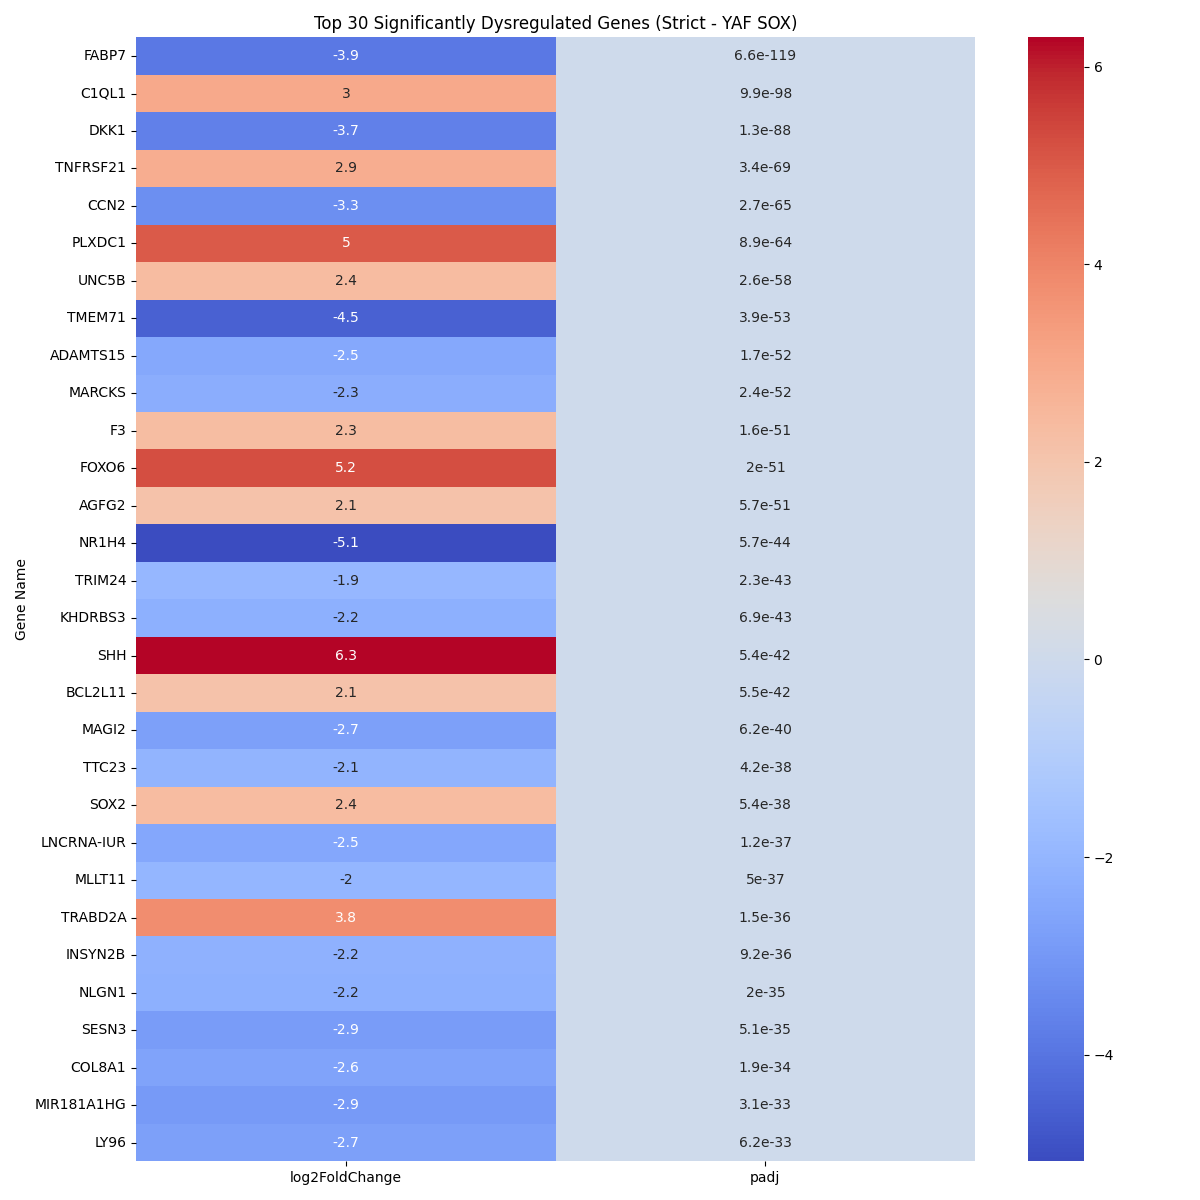 Top 30 Significantly Dysregulated Genes (Strict - YAF SOX)
FABP7 -3.9 6.6e-119
C1QL1 3 9.9e-98
DKK1 -3.7 1.3e-88
TNFRSF21 2.9 3.4e-69
CCN2 -3.3 2.7e-65
PLXDC1 5 8.9e-64
UNC5B 2.4 2.6e-58
TMEM71 -4.5 3.9e-53
ADAMTS15 -2.5 1.7e-52
MARCKS -2.3 2.4e-52
F3 2.3 1.6e-51
FOXO6 5.2 2e-51
AGFG2 2.1 5.7e-51
NR1H4 -5.1 5.7e-44
TRIM24 -1.9 2.3e-43
KHDRBS3 -2.2 6.9e-43
SHH 6.3 5.4e-42
BCL2L11 2.1 5.5e-42
MAGI2 -2.7 6.2e-40
TTC23 -2.1 4.2e-38
SOX2 2.4 5.4e-38
LNCRNA-IUR -2.5 1.2e-37
MLLT11 -2 5e-37
TRABD2A 3.8 1.5e-36
INSYN2B -2.2 9.2e-36
NLGN1 -2.2 2e-35
SESN3 -2.9 5.1e-35
COL8A1 -2.6 1.9e-34
MIR181A1HG -2.9 3.1e-33
LY96 -2.7 6.2e-33
log2FoldChange padj
Gene Name
6
4
2
0
−2
−4